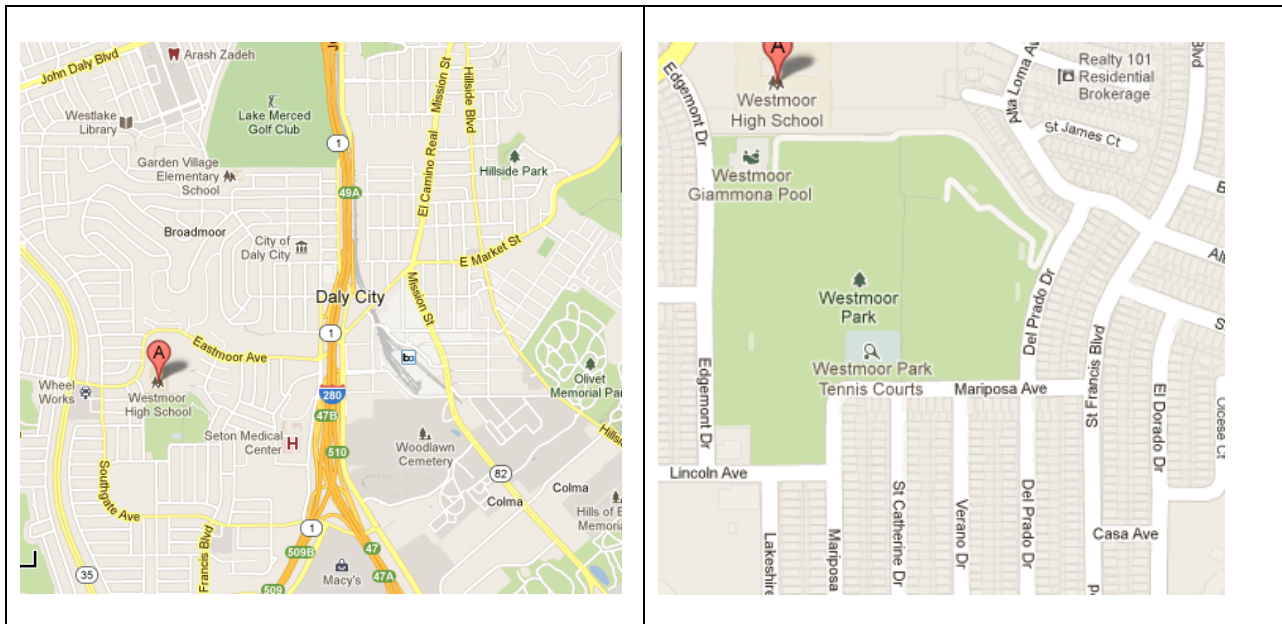 Arash Zadeh
John Daly Blvd
Westlake
Library
Lake Merced
Golf Club
Mission St
Hillside Blvd
1
Garden Village
Elementary
School
Hillside Park
49A
El Camino Real
Broadmoor
City of
Daly City
E Market St
Daly City
Mission St
1
Eastmoor Ave
A
Wheel
Works
Westmoor
High School
Olivet
Memorial Par
280
47B
Seton Medical
Center
H
510
Woodlawn
Cemetery
Hillsi
82
Southgate Ave
Colma
Colma
1
Hills of E
Memoria
509B
47
Francis Blvd
35
Macy's
509
47A
A
Edgemont Dr
Westmoor
High School
Alta Loma Av
Realty 101
Residential
Brokerage
Blvd
St James Ct
Westmoor
Giammona Pool
Westmoor
Park
Del Prado Dr
Westmoor Park
Tennis Courts
Mariposa Ave
St Francis Blvd
Edgemont Dr
El Dorado Dr
Lincoln Ave
St Catherine Dr
Verano Dr
Del Prado Dr
Mariposa
Lakeshire
Casa Ave